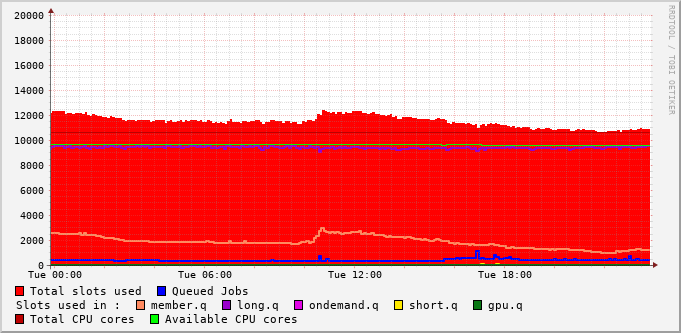 20000
18000
16000
14000
12000
10000
8000
6000
4000
2000
0
Tue 00:00 Tue 06:00 Tue 12:00 Tue 18:00
Total slots used Queued Jobs
Slots used in : member.q long.q ondemand.q short.q gpu.q
Total CPU cores Available CPU cores
RRDTOOL / TOBI OETIKER